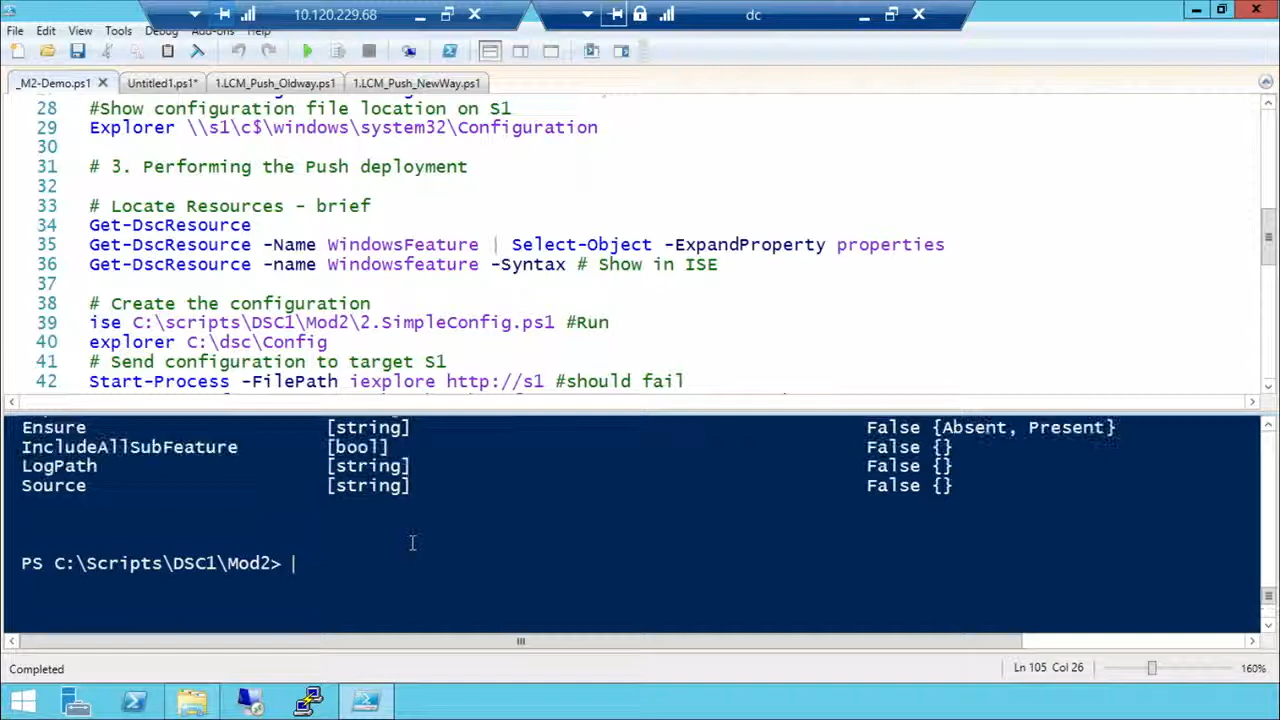 10.120.229.68
dc
File Edit View Tools Debug Add-ons Help
_M2-Demo.ps1 Untitled1.ps1* 1.LCM_Push_Oldway.ps1 1.LCM_Push_NewWay.ps1
28 #Show configuration file location on S1
29 Explorer \\s1\c$\windows\system32\Configuration
30
31 # 3. Performing the Push deployment
32
33 # Locate Resources - brief
34 Get-DscResource
35 Get-DscResource -Name WindowsFeature | Select-Object -ExpandProperty properties
36 Get-DscResource -name Windowsfeature -Syntax # Show in ISE
37
38 # Create the configuration
39 ise C:\scripts\DSC1\Mod2\2.SimpleConfig.ps1 #Run
40 explorer C:\dsc\Config
41 # Send configuration to target S1
42 Start-Process -FilePath iexplore http://s1 #should fail
Ensure [string] False {Absent, Present}
IncludeAllSubFeature [bool] False {}
LogPath [string] False {}
Source [string] False {}
PS C:\Scripts\DSC1\Mod2>
Completed
Ln 105 Col 26
160%